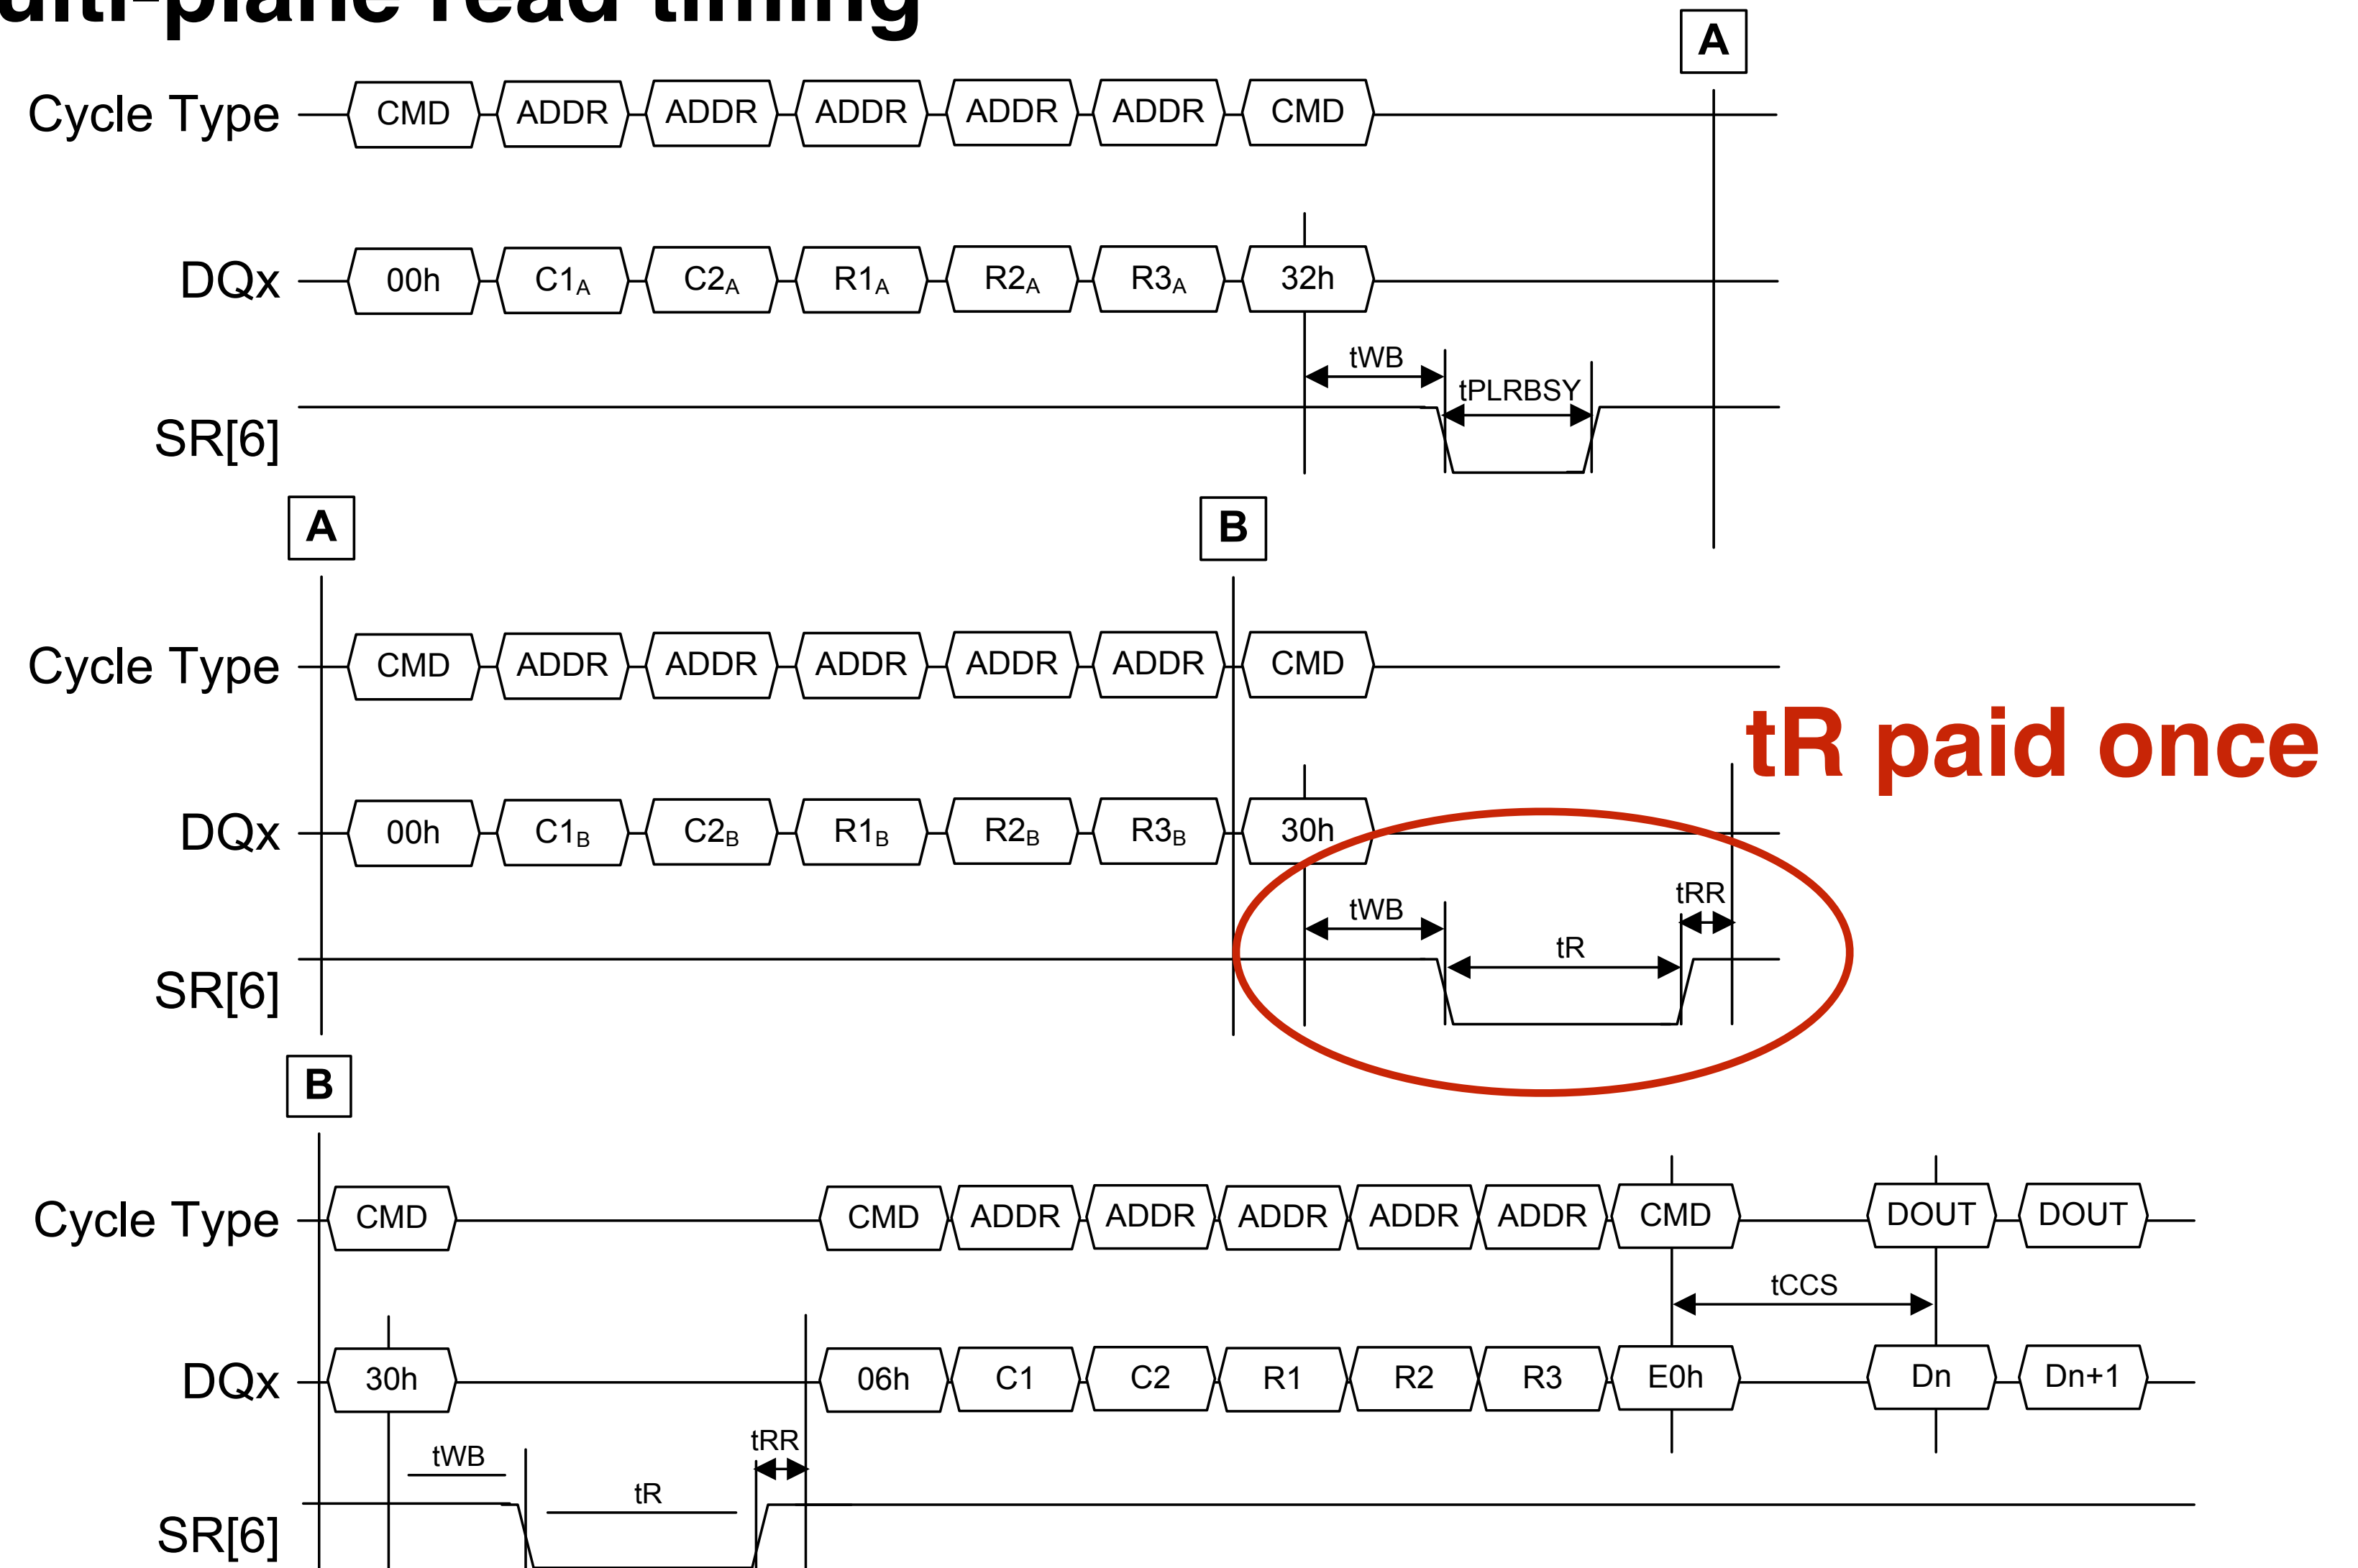 multi-plane read timing
A
Cycle Type CMD ADDR ADDR ADDR ADDR ADDR CMD
DQx 00h C1A C2A R1A R2A R3A 32h
tWB
tPLRBSY
SR[6]
A B
Cycle Type CMD ADDR ADDR ADDR ADDR ADDR CMD
tR paid once
DQx 00h C1B C2B R1B R2B R3B 30h
tWB tR tRR
SR[6]
B
Cycle Type CMD CMD ADDR ADDR ADDR ADDR ADDR CMD DOUT DOUT
tCCS
DQx 30h 06h C1 C2 R1 R2 R3 E0h Dn Dn+1
tWB tR tRR
SR[6]